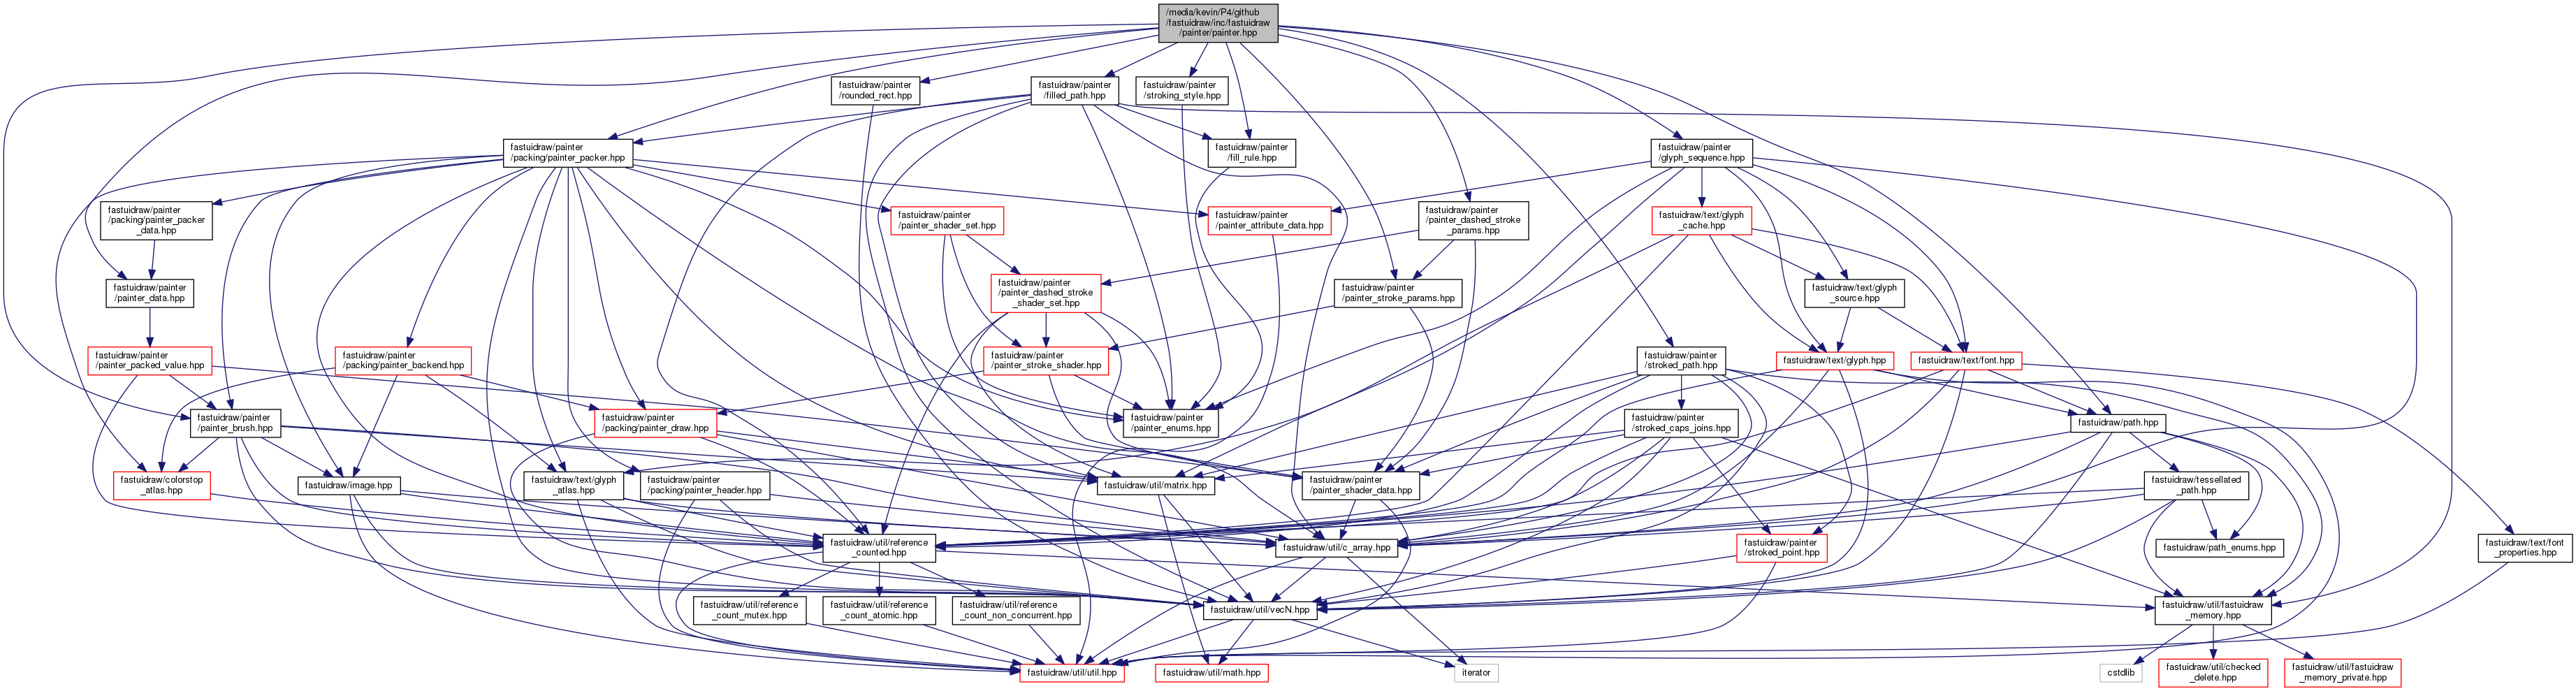 /media/kevin/P4/github
/fastuidraw/inc/fastuidraw
/painter/painter.hpp
fastuidraw/painter
/rounded_rect.hpp
fastuidraw/painter
/filled_path.hpp
fastuidraw/painter
/stroking_style.hpp
fastuidraw/painter
/packing/painter_packer.hpp
fastuidraw/painter
/fill_rule.hpp
fastuidraw/painter
/glyph_sequence.hpp
fastuidraw/painter
/packing/painter_packer
_data.hpp
fastuidraw/painter
/painter_shader_set.hpp
fastuidraw/painter
/painter_attribute_data.hpp
fastuidraw/painter
/painter_dashed_stroke
_params.hpp
fastuidraw/text/glyph
_cache.hpp
fastuidraw/painter
/painter_data.hpp
fastuidraw/painter
/painter_dashed_stroke
_shader_set.hpp
fastuidraw/painter
/painter_stroke_params.hpp
fastuidraw/text/glyph
_source.hpp
fastuidraw/painter
/painter_packed_value.hpp
fastuidraw/painter
/packing/painter_backend.hpp
fastuidraw/painter
/painter_stroke_shader.hpp
fastuidraw/painter
/stroked_path.hpp
fastuidraw/text/glyph.hpp
fastuidraw/text/font.hpp
fastuidraw/painter
/painter_brush.hpp
fastuidraw/painter
/packing/painter_draw.hpp
fastuidraw/painter
/painter_enums.hpp
fastuidraw/painter
/stroked_caps_joins.hpp
fastuidraw/path.hpp
fastuidraw/colorstop
_atlas.hpp
fastuidraw/image.hpp
fastuidraw/text/glyph
_atlas.hpp
fastuidraw/painter
/packing/painter_header.hpp
fastuidraw/util/matrix.hpp
fastuidraw/painter
/painter_shader_data.hpp
fastuidraw/tessellated
_path.hpp
fastuidraw/util/reference
_counted.hpp
fastuidraw/util/c_array.hpp
fastuidraw/painter
/stroked_point.hpp
fastuidraw/path_enums.hpp
fastuidraw/text/font
_properties.hpp
fastuidraw/util/reference
_count_mutex.hpp
fastuidraw/util/reference
_count_atomic.hpp
fastuidraw/util/reference
_count_non_concurrent.hpp
fastuidraw/util/vecN.hpp
fastuidraw/util/fastuidraw
_memory.hpp
fastuidraw/util/util.hpp
fastuidraw/util/math.hpp
iterator
cstdlib
fastuidraw/util/checked
_delete.hpp
fastuidraw/util/fastuidraw
_memory_private.hpp